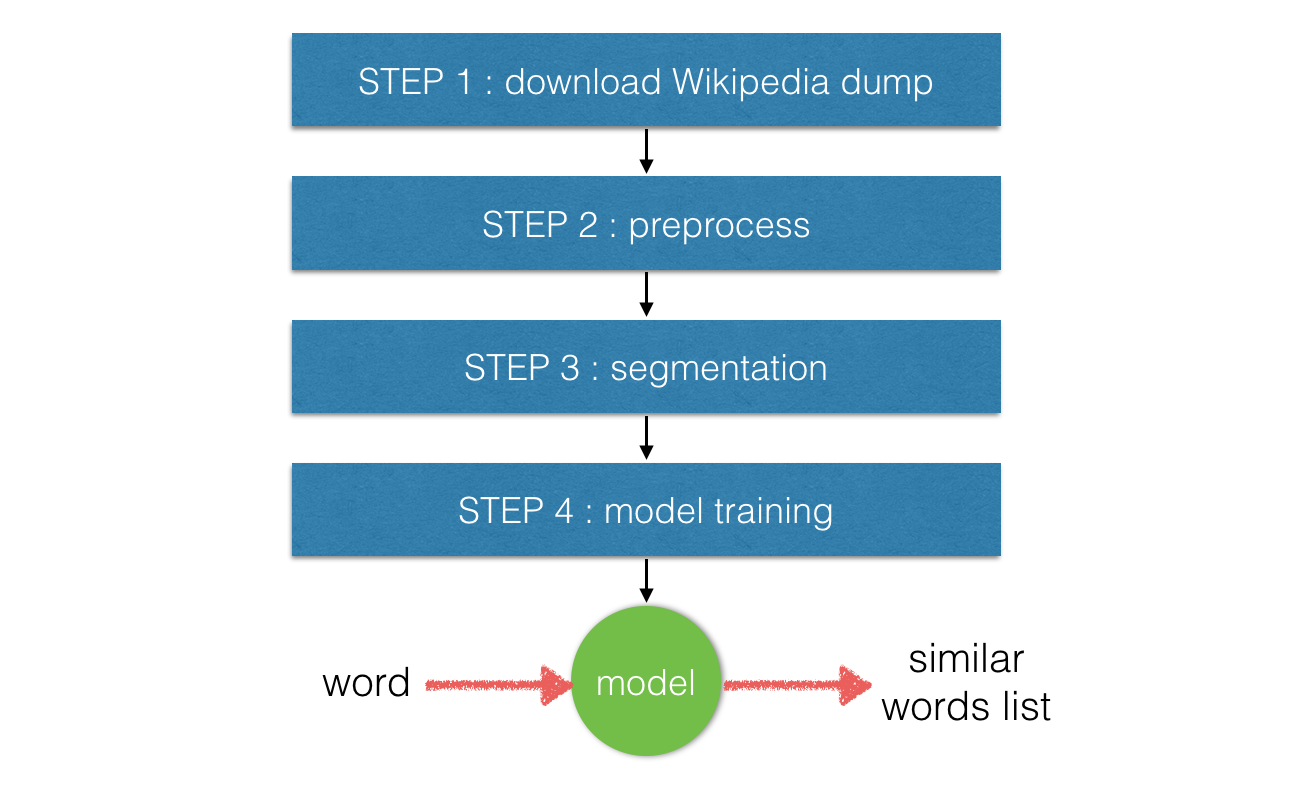 STEP 1 : download Wikipedia dump
STEP 2 : preprocess
STEP 3 : segmentation
STEP 4 : model training
word
model
similar
words list